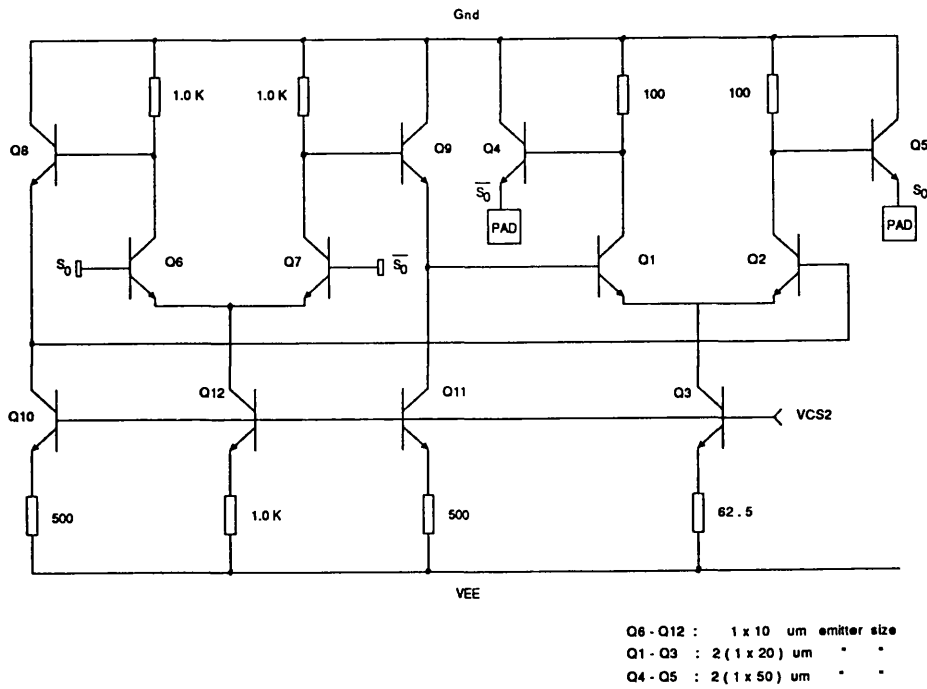 Gnd
1.0 K
1.0 K
100
100
Q8
Q9
Q4
Q5
S0
S0
PAD
PAD
S0
Q6
Q7
S0
Q1
Q2
Q10
Q12
Q11
Q3
VCS2
500
1.0 K
500
62 . 5
VEE
Q6 - Q12 : 1 x 10 um emitter size
Q1 - Q3 : 2 ( 1 x 20 ) um " "
Q4 - Q5 : 2 ( 1 x 50 ) um " "